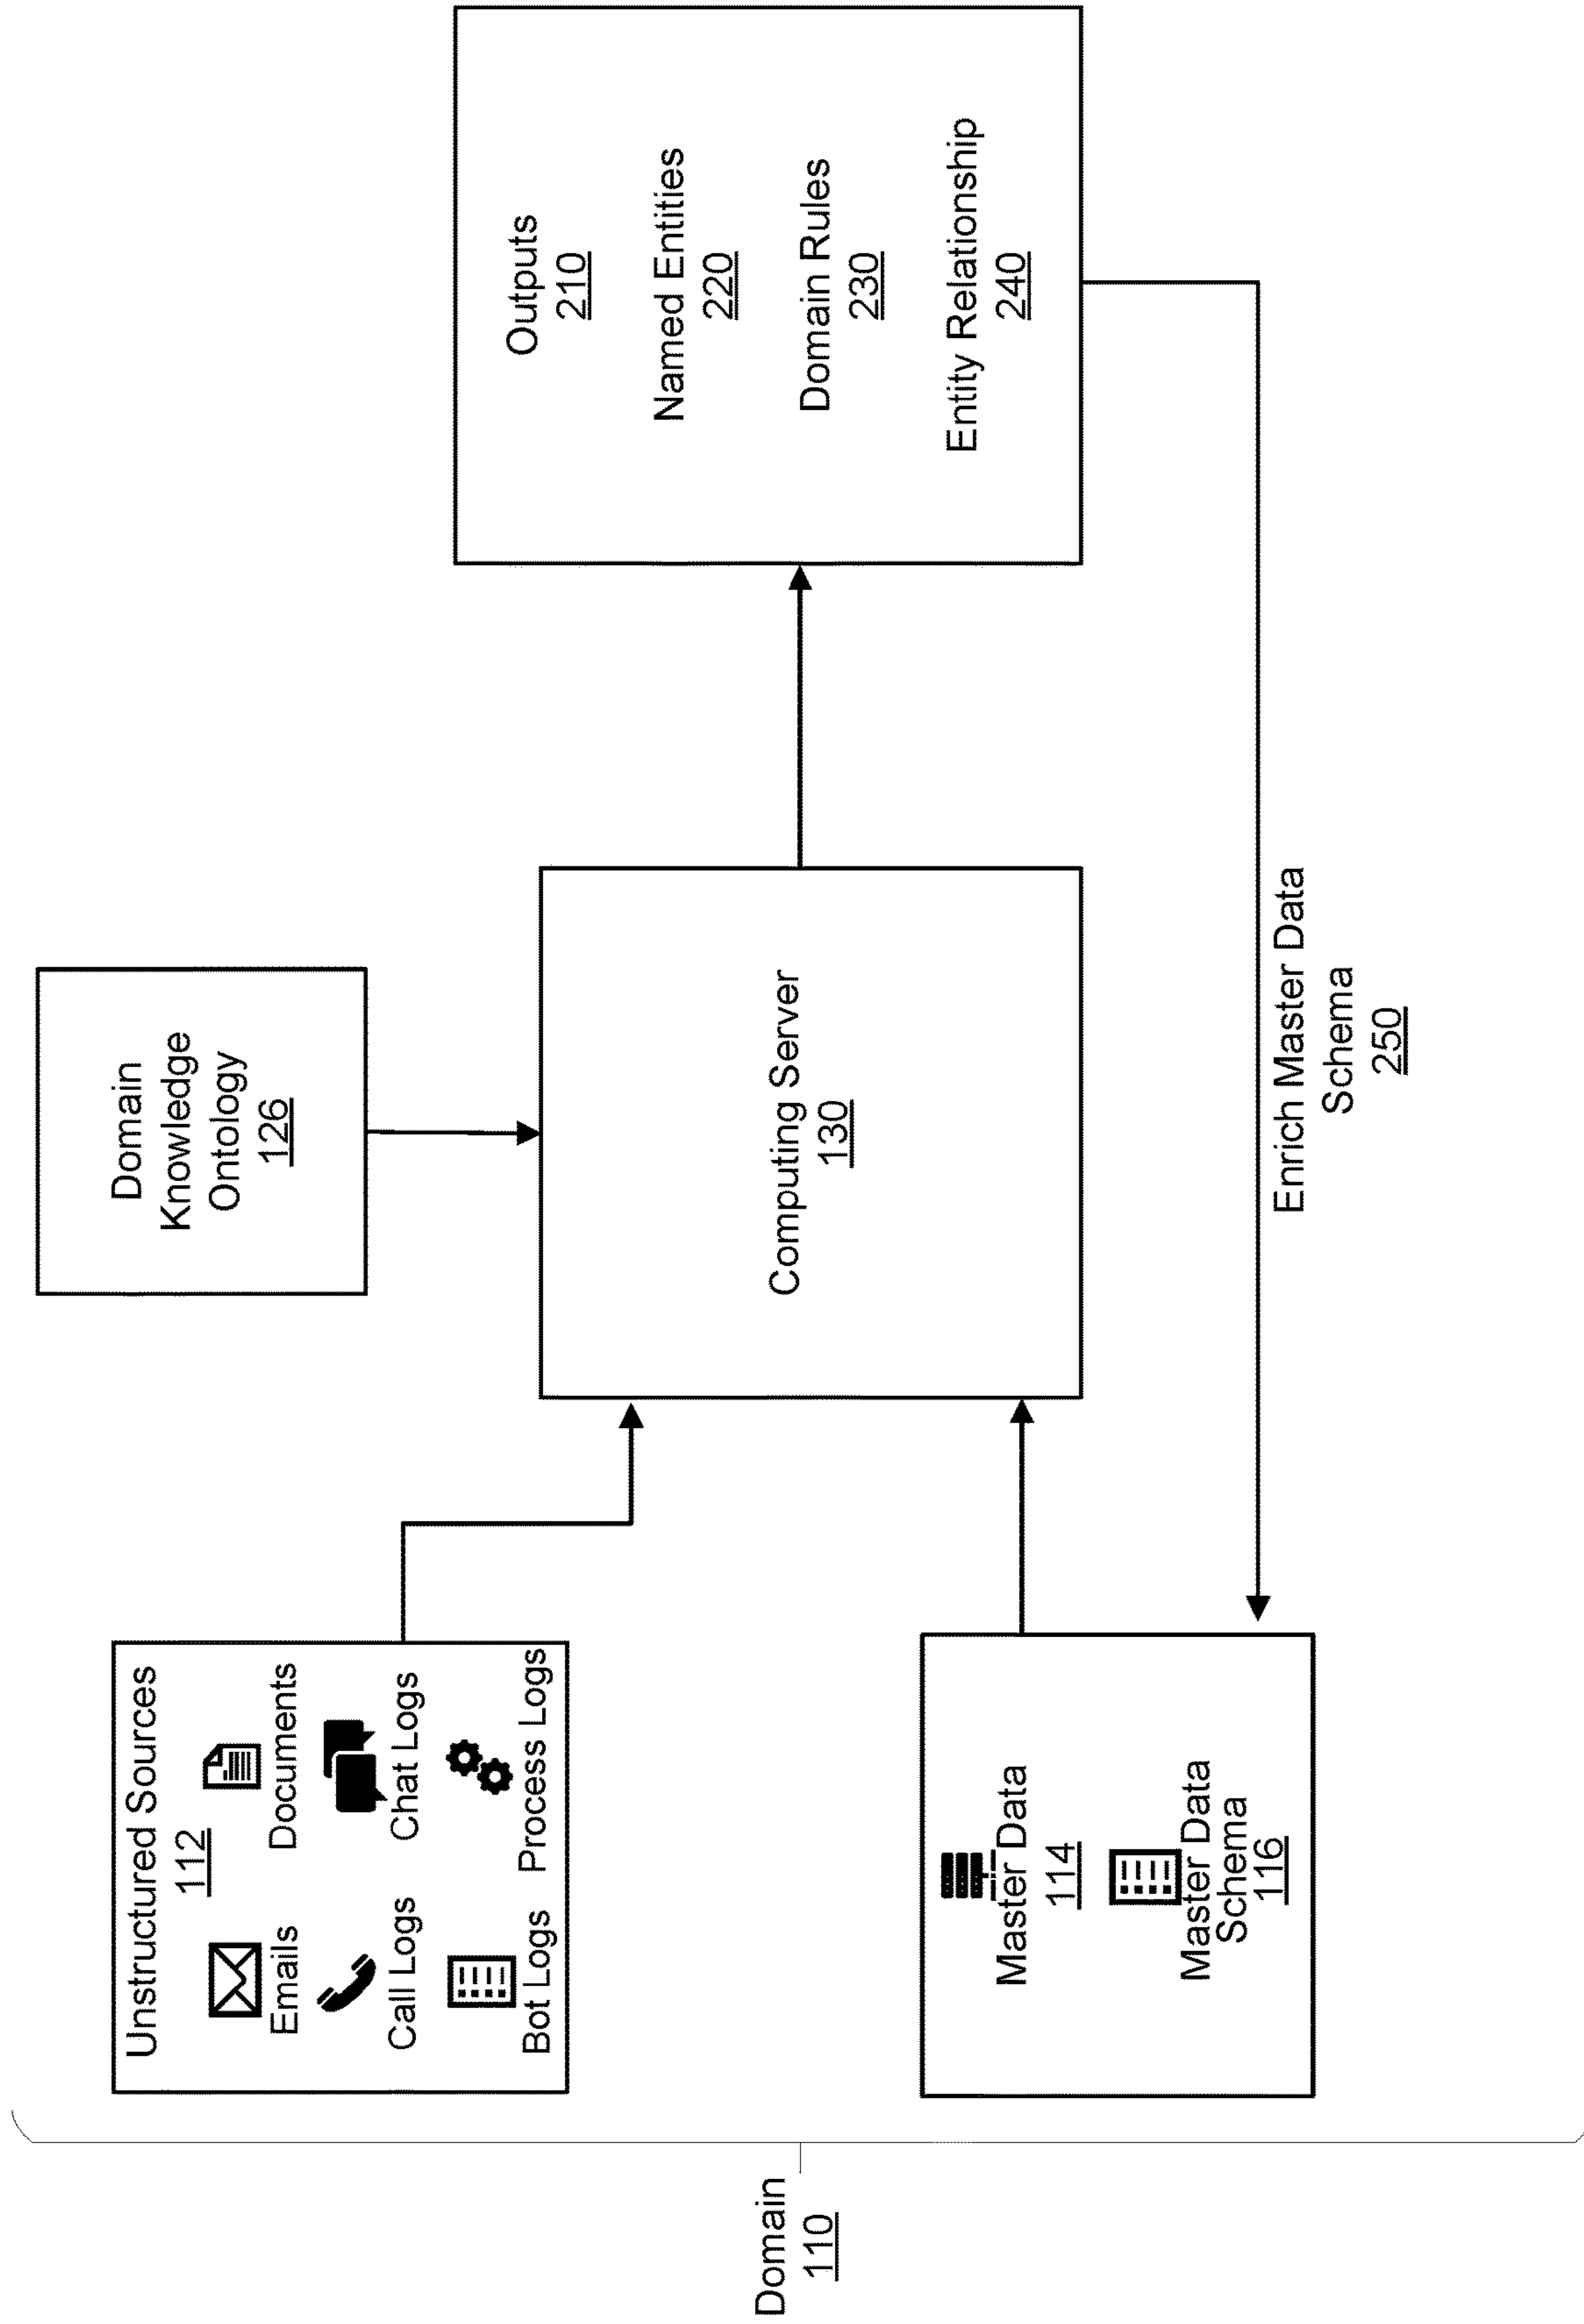 Domain
110
Unstructured Sources
112
Emails
Documents
Call Logs
Chat Logs
Bot Logs
Process Logs
Master Data
114
Master Data
Schema
116
Domain
Knowledge
Ontology
126
Computing Server
130
Outputs
210
Named Entities
220
Domain Rules
230
Entity Relationship
240
Enrich Master Data
Schema
250